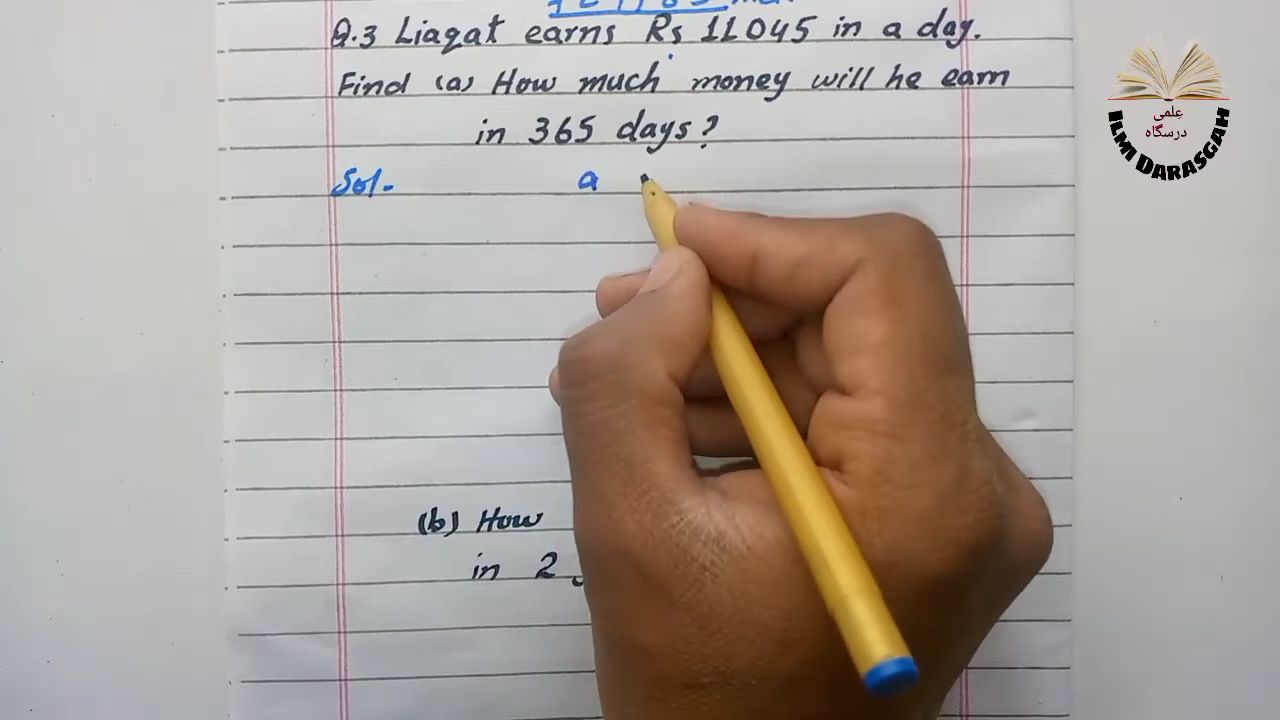 Q.3 Liaqat earns Rs 11045 in a day.
Find (a) How much money will he earn
in 365 days?
Sol.
a
(b) How
in 2
علمی
درسگاه
ILMI DARASGAH